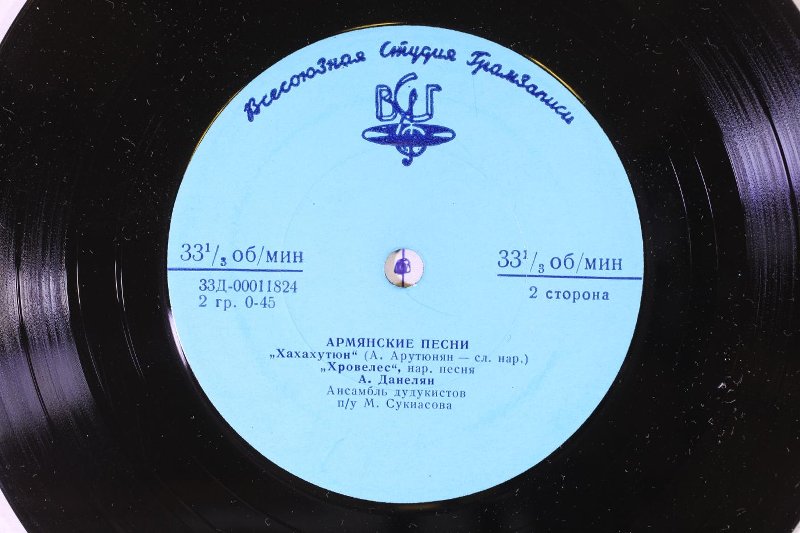 Всесоюзная Студия Грамзаписи
ВСГ
33¹/₃ об/мин
33Д-00011824
2 гр. 0-45
33¹/₃ об/мин
2 сторона
АРМЯНСКИЕ ПЕСНИ
„Хахахутюн“ (А. Арутюнян — сл. нар.)
„Хровелес“, нар. песня
А. Данелян
Ансамбль дудукистов
п/у М. Сукиасова